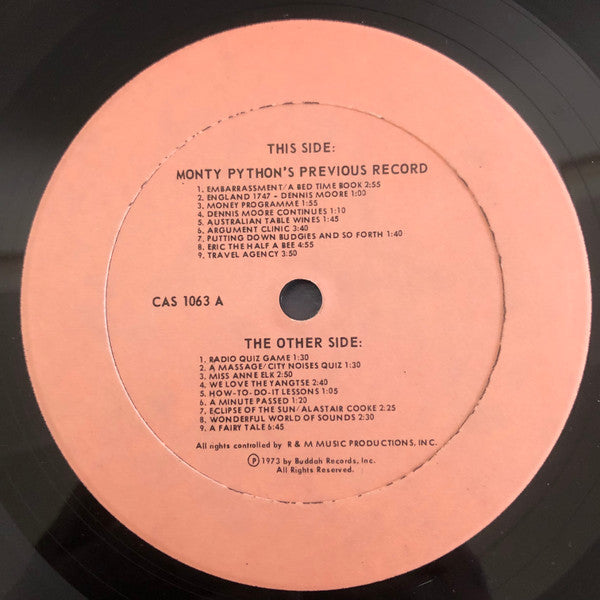 THIS SIDE:
MONTY PYTHON'S PREVIOUS RECORD
1. EMBARRASSMENT/A BED TIME BOOK 2:55
2. ENGLAND 1747 - DENNIS MOORE 1:00
3. MONEY PROGRAMME 1:55
4. DENNIS MOORE CONTINUES 1:10
5. AUSTRALIAN TABLE WINES 1:30
6. ARGUMENT CLINIC 3:40
7. PUTTING DOWN BUDGIES AND SO FORTH 1:40
8. ERIC THE HALF A BEE 4:55
9. TRAVEL AGENCY 3:50
CAS 1063 A
THE OTHER SIDE:
1. RADIO QUIZ GAME 1:30
2. A MASSAGE/CITY NOISES QUIZ 1:30
3. MISS ANNE ELK 2:50
4. WE LOVE THE YANGTSE 2:40
5. HOW-TO-DO-IT LESSONS 1:05
6. A MINUTE PASSED 1:20
7. ECLIPSE OF THE SUN/ALASTAIR COOKE 2:25
8. WONDERFUL WORLD OF SOUNDS 2:30
9. A FAIRY TALE 6:45
All rights controlled by R & M MUSIC PRODUCTIONS, INC.
℗ 1973 by Buddah Records, Inc.
All Rights Reserved.